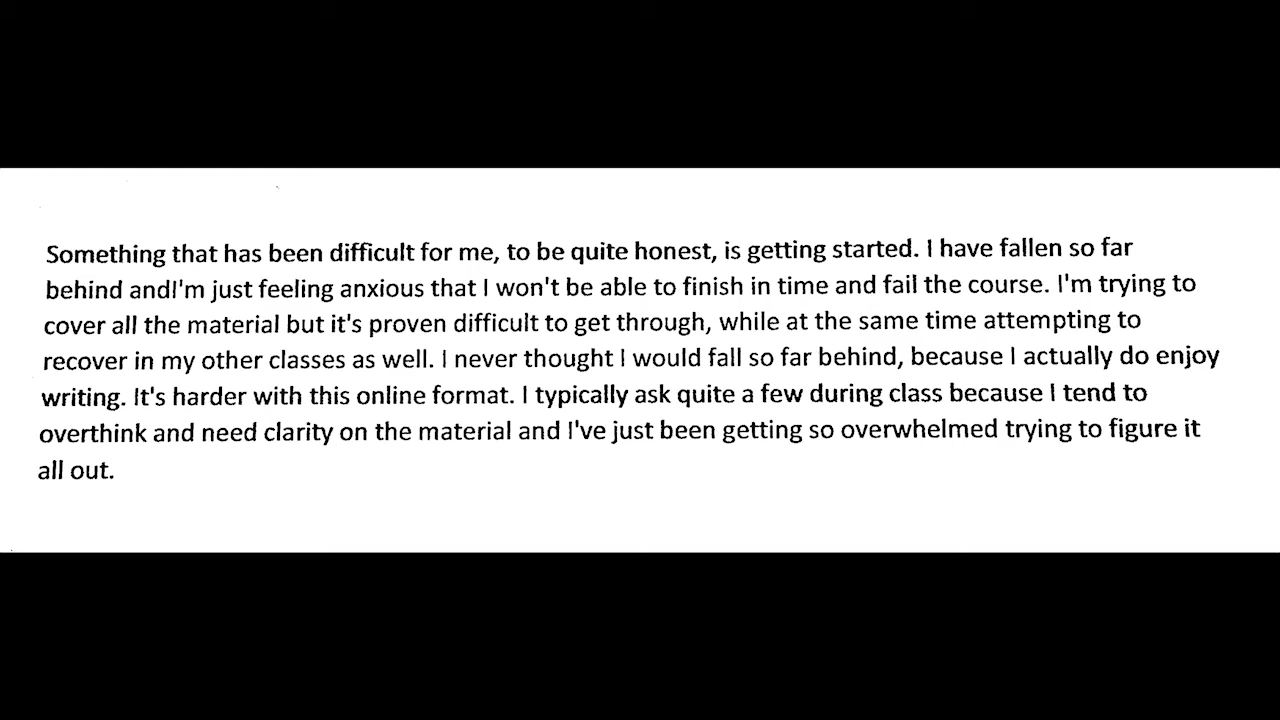 Something that has been difficult for me, to be quite honest, is getting started. I have fallen so far
behind andI'm just feeling anxious that I won't be able to finish in time and fail the course. I'm trying to
cover all the material but it's proven difficult to get through, while at the same time attempting to
recover in my other classes as well. I never thought I would fall so far behind, because I actually do enjoy
writing. It's harder with this online format. I typically ask quite a few during class because I tend to
overthink and need clarity on the material and I've just been getting so overwhelmed trying to figure it
all out.